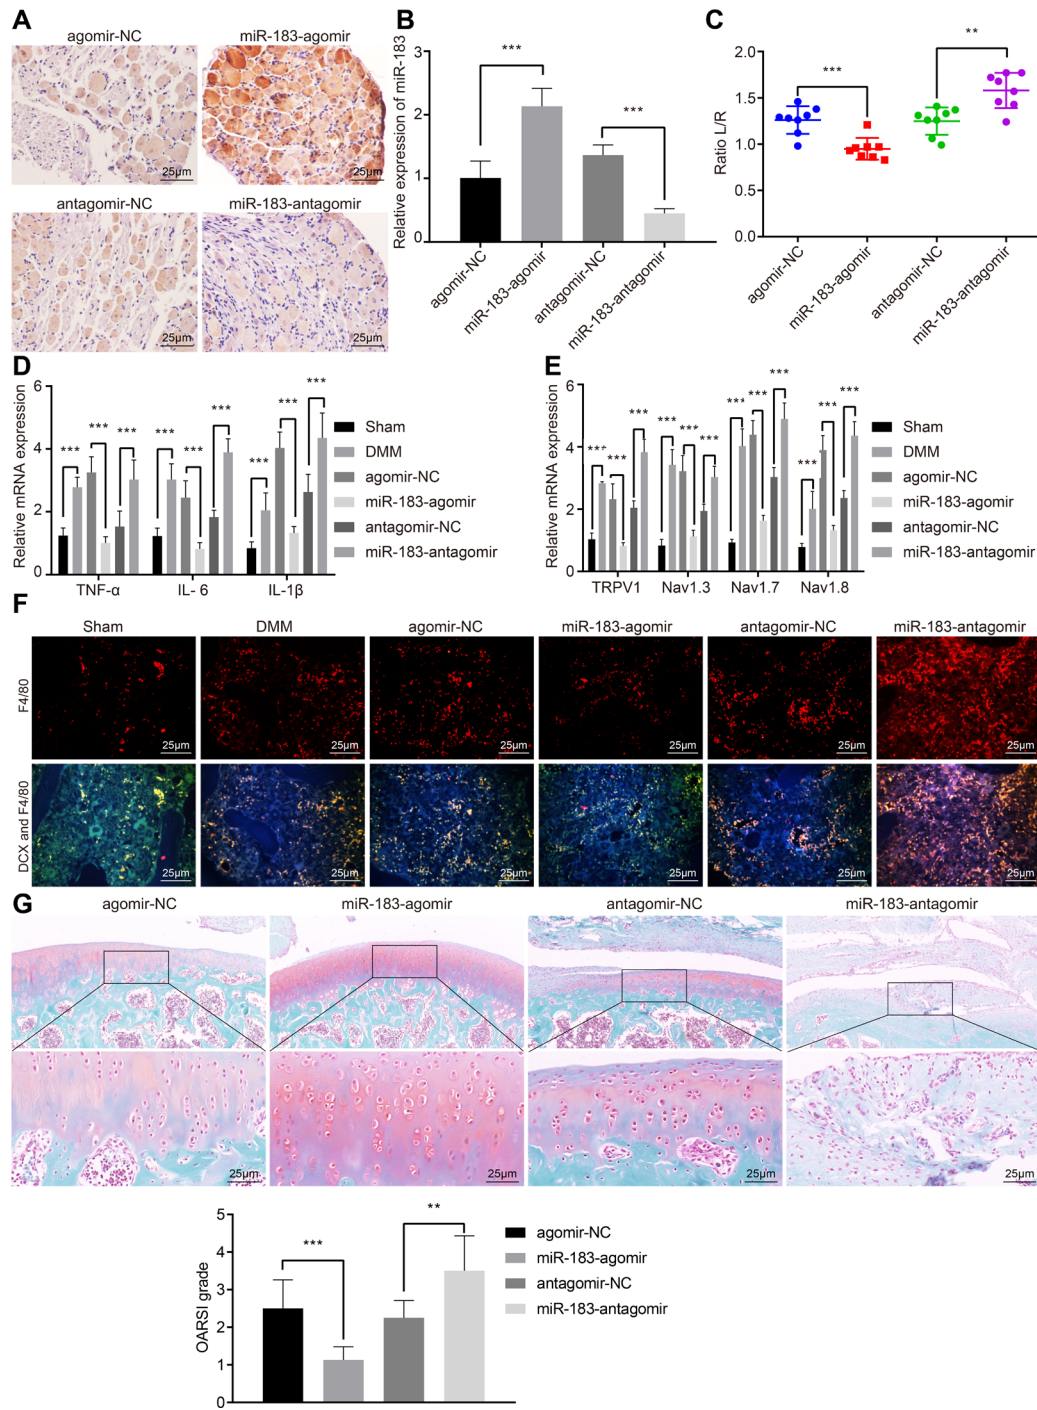 A
agomir-NC miR-183-agomir
25µm 25µm
antagomir-NC miR-183-antagomir
25µm 25µm
B
Relative expression of miR-183
3
2
1
0
*** ***
agomir-NC miR-183-agomir antagomir-NC miR-183-antagomir
C
Ratio L/R
2.0
1.5
1.0
0.5
0.0
*** **
agomir-NC miR-183-agomir antagomir-NC miR-183-antagomir
D
Relative mRNA expression
6
4
2
0
*** *** *** *** *** *** *** *** ***
TNF-α IL- 6 IL-1β
Sham
DMM
agomir-NC
miR-183-agomir
antagomir-NC
miR-183-antagomir
E
Relative mRNA expression
6
4
2
0
*** *** *** *** *** *** *** *** *** *** *** ***
TRPV1 Nav1.3 Nav1.7 Nav1.8
Sham
DMM
agomir-NC
miR-183-agomir
antagomir-NC
miR-183-antagomir
F
Sham DMM agomir-NC miR-183-agomir antagomir-NC miR-183-antagomir
F4/80
25µm 25µm 25µm 25µm 25µm 25µm
DCX and F4/80
25µm 25µm 25µm 25µm 25µm 25µm
G
agomir-NC miR-183-agomir antagomir-NC miR-183-antagomir
25µm 25µm 25µm 25µm
OARSI grade
5
4
3
2
1
0
*** **
agomir-NC
miR-183-agomir
antagomir-NC
miR-183-antagomir